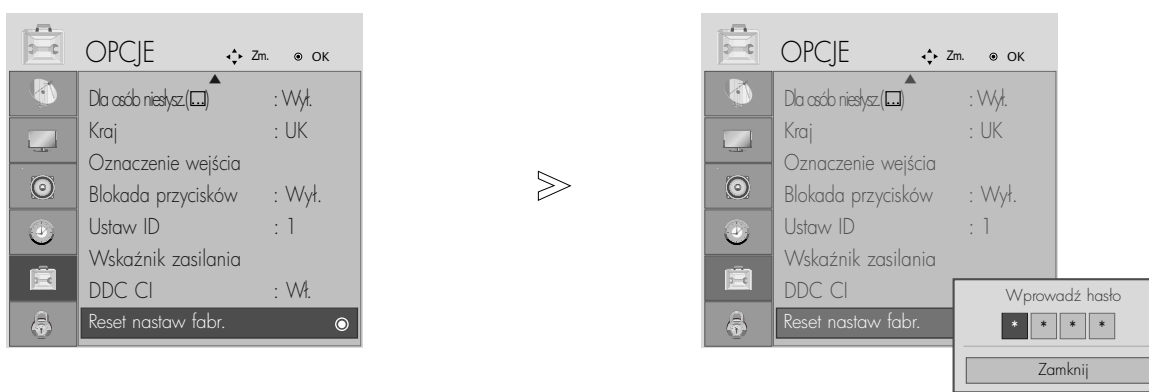 OPCJE Zm. OK
Dla osób niesłysz.( ) : Wył.
Kraj : UK
Oznaczenie wejścia
Blokada przycisków : Wył.
Ustaw ID : 1
Wskaźnik zasilania
DDC CI : Wł.
Reset nastaw fabr.
OPCJE Zm. OK
Dla osób niesłysz.( ) : Wył.
Kraj : UK
Oznaczenie wejścia
Blokada przycisków : Wył.
Ustaw ID : 1
Wskaźnik zasilania
DDC CI
Reset nastaw fabr.
Wprowadź hasło
* * * *
Zamknij